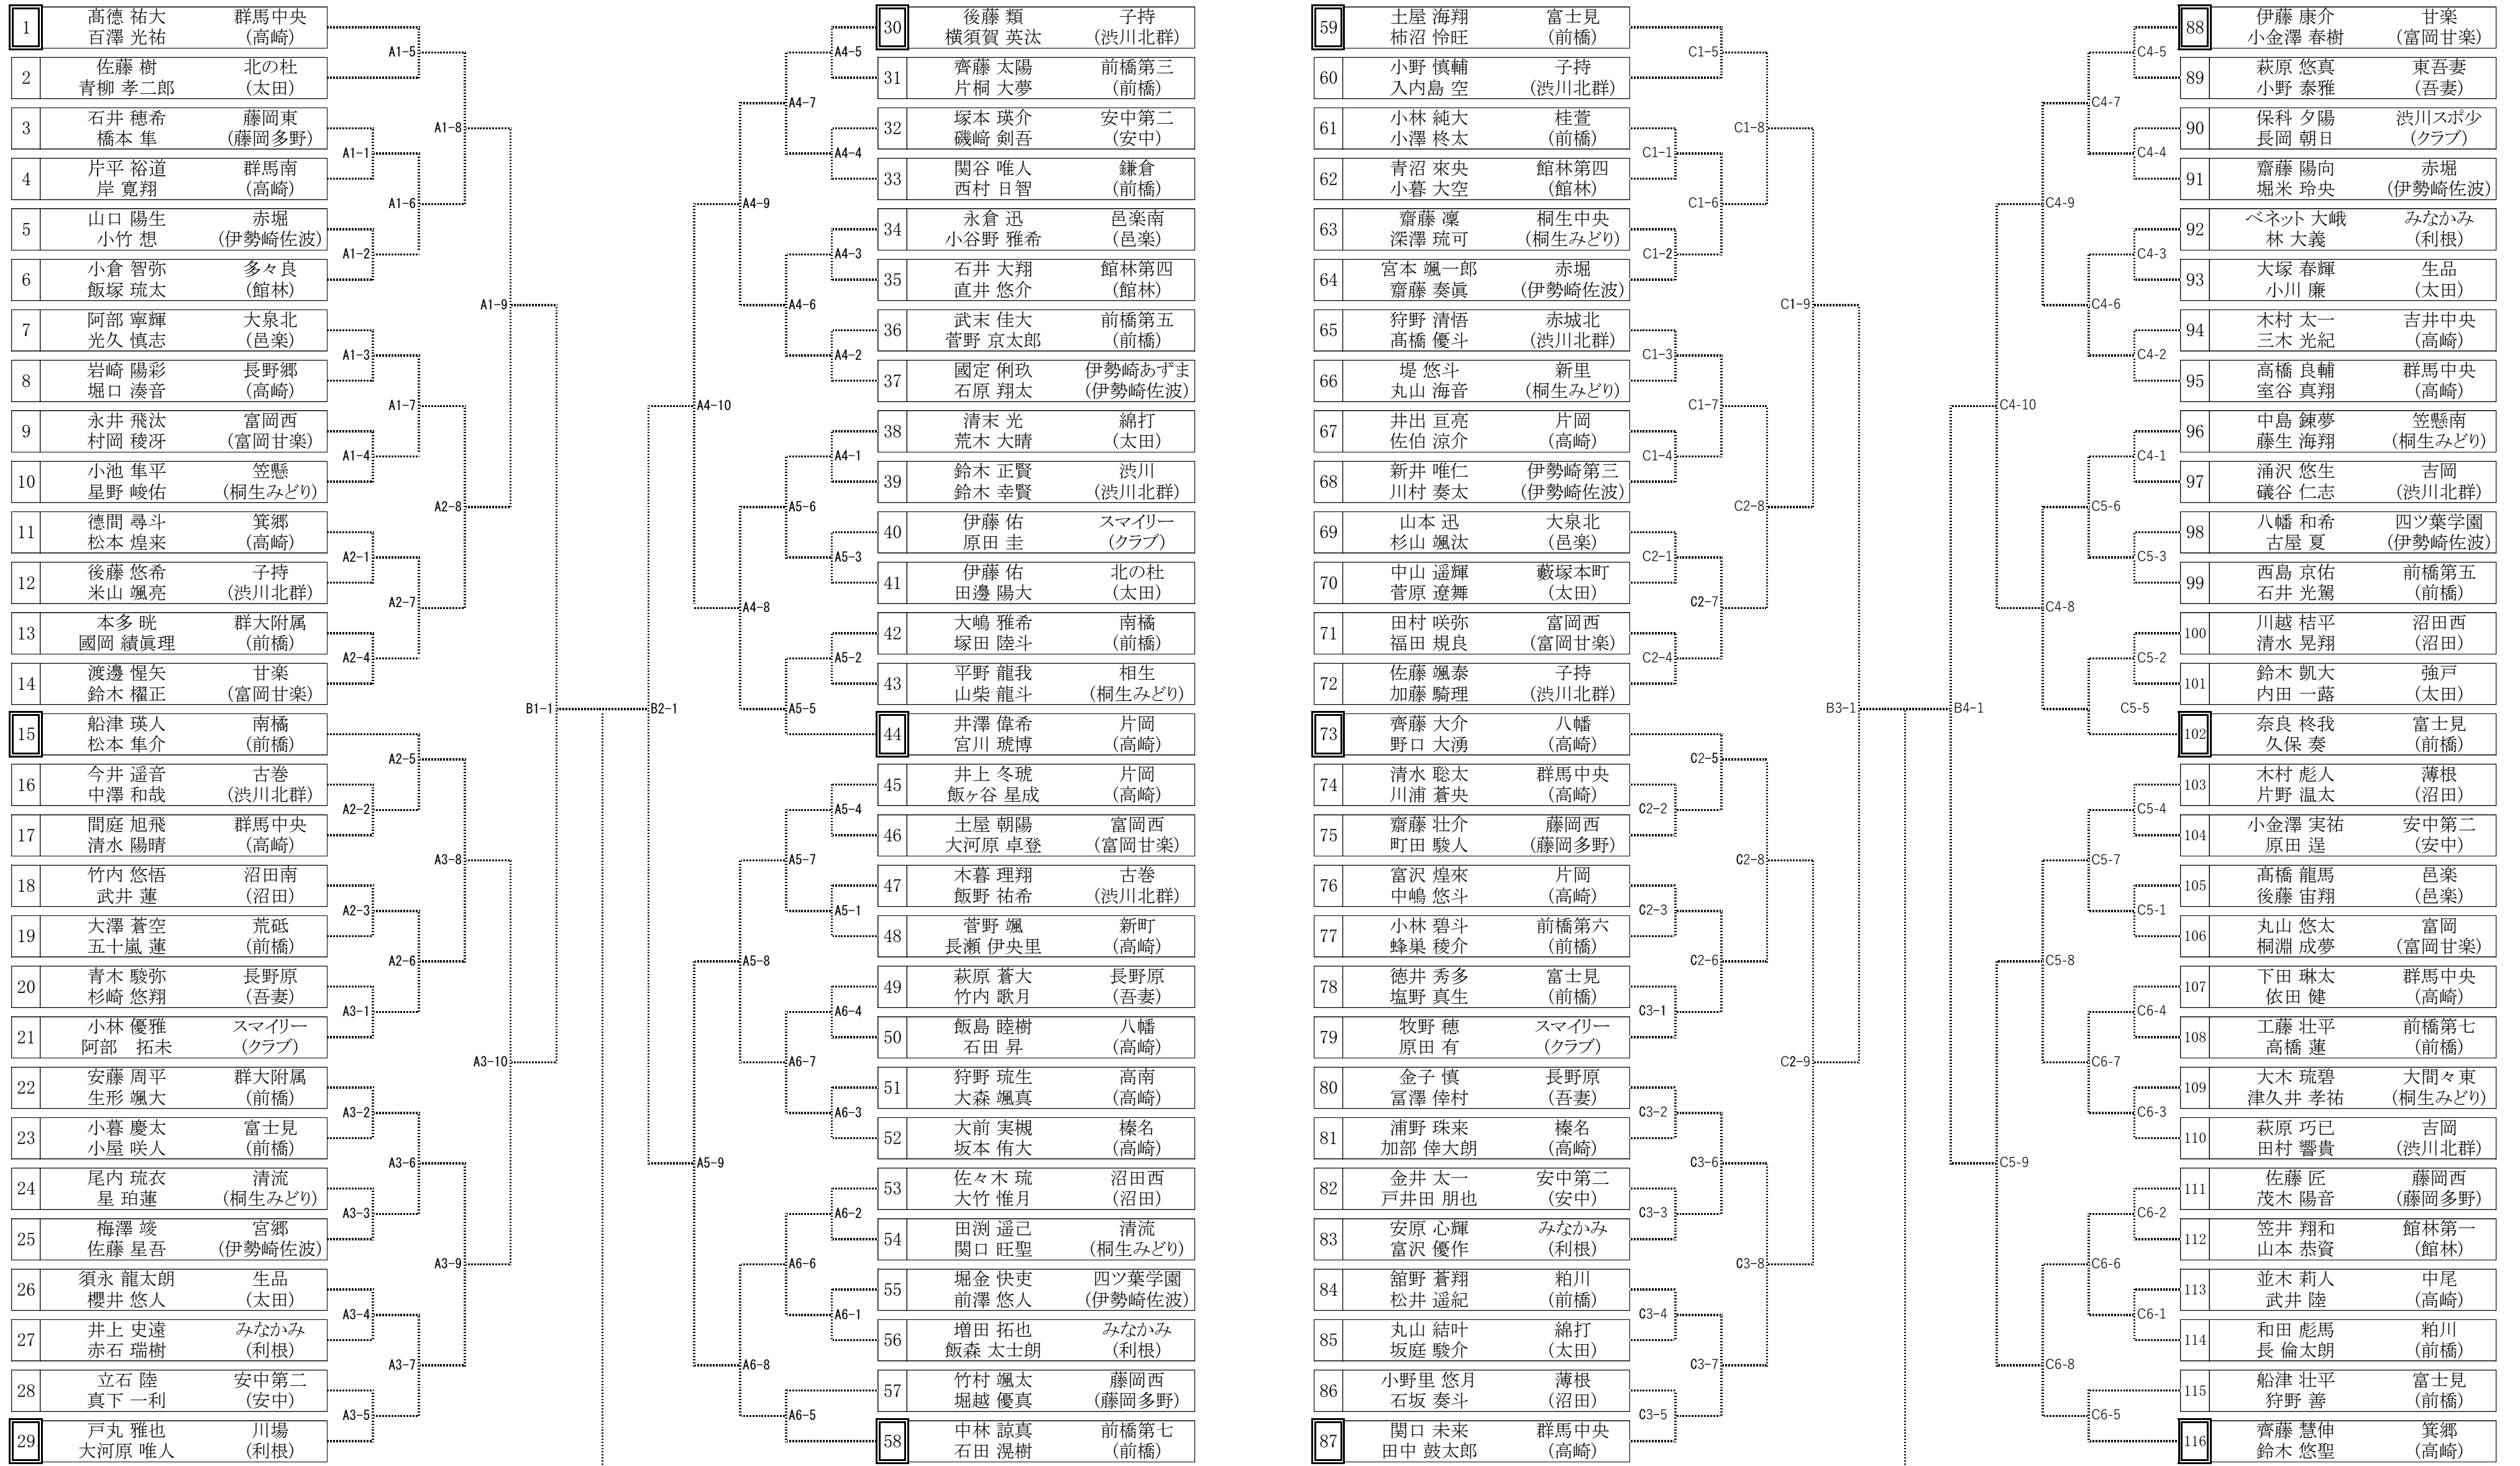 1 髙德 祐大 群馬中央
百澤 光祐 (高崎)
2 佐藤 樹 北の杜
青柳 孝二郎 (太田)
3 石井 穂希 藤岡東
橋本 隼 (藤岡多野)
4 片平 裕道 群馬南
岸 寛翔 (高崎)
5 山口 陽生 赤堀
小竹 想 (伊勢崎佐波)
6 小倉 智弥 多々良
飯塚 琉太 (館林)
7 阿部 寧輝 大泉北
光久 慎志 (邑楽)
8 岩崎 陽彩 長野郷
堀口 湊音 (高崎)
9 永井 飛汰 富岡西
村岡 稜冴 (富岡甘楽)
10 小池 隼平 笠懸
星野 峻佑 (桐生みどり)
11 德間 尋斗 箕郷
松本 煌来 (高崎)
12 後藤 悠希 子持
米山 颯亮 (渋川北群)
13 本多 晄 群大附属
國岡 績眞理 (前橋)
14 渡邊 惺矢 甘楽
鈴木 櫂正 (富岡甘楽)
15 船津 瑛人 南橘
松本 隼介 (前橋)
16 今井 遥音 古巻
中澤 和哉 (渋川北群)
17 間庭 旭飛 群馬中央
清水 陽晴 (高崎)
18 竹内 悠悟 沼田南
武井 蓮 (沼田)
19 大澤 蒼空 荒砥
五十嵐 蓮 (前橋)
20 青木 駿弥 長野原
杉崎 悠翔 (吾妻)
21 小林 優雅 スマイリー
阿部 拓未 (クラブ)
22 安藤 周平 群大附属
生形 颯大 (前橋)
23 小暮 慶太 富士見
小屋 咲人 (前橋)
24 尾内 琉衣 清流
星 珀蓮 (桐生みどり)
25 梅澤 竣 宮郷
佐藤 星吾 (伊勢崎佐波)
26 須永 龍太朗 生品
櫻井 悠人 (太田)
27 井上 史遠 みなかみ
赤石 瑞樹 (利根)
28 立石 陸 安中第二
真下 一利 (安中)
29 戸丸 雅也 川場
大河原 唯人 (利根)
A1-5
A1-8
A1-1
A1-6
A1-2
A1-9
A1-3
A1-7
A1-4
A2-8
A2-1
A2-7
A2-4
B1-1
A2-5
A2-2
A3-8
A2-3
A2-6
A3-1
A3-10
A3-2
A3-6
A3-3
A3-9
A3-4
A3-7
A3-5
A4-5
A4-7
A4-4
A4-9
A4-3
A4-6
A4-2
A4-10
A4-1
A5-6
A5-3
A4-8
A5-2
B2-1
A5-5
A5-4
A5-7
A5-1
A5-8
A6-4
A6-7
A6-3
A5-9
A6-2
A6-6
A6-1
A6-8
A6-5
30 後藤 類 子持
横須賀 英汰 (渋川北群)
31 齊藤 太陽 前橋第三
片桐 大夢 (前橋)
32 塚本 瑛介 安中第二
磯﨑 剣吾 (安中)
33 関谷 唯人 鎌倉
西村 日智 (前橋)
34 永倉 迅 邑楽南
小谷野 雅希 (邑楽)
35 石井 大翔 館林第四
直井 悠介 (館林)
36 武末 佳大 前橋第五
菅野 京太郎 (前橋)
37 國定 俐玖 伊勢崎あずま
石原 翔太 (伊勢崎佐波)
38 清末 光 綿打
荒木 大晴 (太田)
39 鈴木 正賢 渋川
鈴木 幸賢 (渋川北群)
40 伊藤 佑 スマイリー
原田 圭 (クラブ)
41 伊藤 佑 北の杜
田邊 陽大 (太田)
42 大嶋 雅希 南橘
塚田 陸斗 (前橋)
43 平野 龍我 相生
山柴 龍斗 (桐生みどり)
44 井澤 偉希 片岡
宮川 琥博 (高崎)
45 井上 冬琥 片岡
飯ヶ谷 星成 (高崎)
46 土屋 朝陽 富岡西
大河原 卓登 (富岡甘楽)
47 木暮 理翔 古巻
飯野 祐希 (渋川北群)
48 菅野 颯 新町
長瀬 伊央里 (高崎)
49 萩原 蒼大 長野原
竹内 歌月 (吾妻)
50 飯島 睦樹 八幡
石田 昇 (高崎)
51 狩野 琉生 高南
大森 颯真 (高崎)
52 大前 実槻 榛名
坂本 侑大 (高崎)
53 佐々木 琉 沼田西
大竹 惟月 (沼田)
54 田渕 遥己 清流
関口 旺聖 (桐生みどり)
55 堀金 快吏 四ツ葉学園
前澤 悠人 (伊勢崎佐波)
56 増田 拓也 みなかみ
飯森 太士朗 (利根)
57 竹村 颯太 藤岡西
堀越 優真 (藤岡多野)
58 中林 諒真 前橋第七
石田 滉樹 (前橋)
59 土屋 海翔 富士見
柿沼 怜旺 (前橋)
60 小野 慎輔 子持
入内島 空 (渋川北群)
61 小林 純大 桂萱
小澤 柊太 (前橋)
62 青沼 來央 館林第四
小暮 大空 (館林)
63 齋藤 凜 桐生中央
深澤 琉可 (桐生みどり)
64 宮本 颯一郎 赤堀
齋藤 奏眞 (伊勢崎佐波)
65 狩野 清悟 赤城北
髙橋 優斗 (渋川北群)
66 堤 悠斗 新里
丸山 海音 (桐生みどり)
67 井出 亘亮 片岡
佐伯 涼介 (高崎)
68 新井 唯仁 伊勢崎第三
川村 奏太 (伊勢崎佐波)
69 山本 迅 大泉北
杉山 颯汰 (邑楽)
70 中山 遥輝 藪塚本町
菅原 遼舞 (太田)
71 田村 咲弥 富岡西
福田 規良 (富岡甘楽)
72 佐藤 颯泰 子持
加藤 騎理 (渋川北群)
73 齊藤 大介 八幡
野口 大湧 (高崎)
74 清水 聡太 群馬中央
川浦 蒼央 (高崎)
75 齋藤 壮介 藤岡西
町田 駿人 (藤岡多野)
76 富沢 煌來 片岡
中嶋 悠斗 (高崎)
77 小林 碧斗 前橋第六
蜂巣 稜介 (前橋)
78 徳井 秀多 富士見
塩野 真生 (前橋)
79 牧野 穂 スマイリー
原田 有 (クラブ)
80 金子 慎 長野原
冨澤 倖村 (吾妻)
81 浦野 珠来 榛名
加部 倖大朗 (高崎)
82 金井 太一 安中第二
戸井田 朋也 (安中)
83 安原 心輝 みなかみ
富沢 優作 (利根)
84 舘野 蒼翔 粕川
松井 遥紀 (前橋)
85 丸山 結叶 綿打
坂庭 駿介 (太田)
86 小野里 悠月 薄根
石坂 奏斗 (沼田)
87 関口 未来 群馬中央
田中 鼓太郎 (高崎)
C1-5
C1-8
C1-1
C1-6
C1-2
C1-9
C1-3
C1-7
C1-4
C2-8
C2-1
C2-7
C2-4
B3-1
C2-5
C2-2
C2-8
C2-3
C2-6
C3-1
C2-9
C3-2
C3-6
C3-3
C3-8
C3-4
C3-7
C3-5
C4-5
C4-7
C4-4
C4-9
C4-3
C4-6
C4-2
C4-10
C4-1
C5-6
C5-3
C4-8
C5-2
B4-1
C5-5
C5-4
C5-7
C5-1
C5-8
C6-4
C6-7
C6-3
C5-9
C6-2
C6-6
C6-1
C6-8
C6-5
88 伊藤 康介 甘楽
小金澤 春樹 (富岡甘楽)
89 萩原 悠真 東吾妻
小野 泰雅 (吾妻)
90 保科 夕陽 渋川スポ少
長岡 朝日 (クラブ)
91 齋藤 陽向 赤堀
堀米 玲央 (伊勢崎佐波)
92 ベネット 大峨 みなかみ
林 大義 (利根)
93 大塚 春輝 生品
小川 廉 (太田)
94 木村 太一 吉井中央
三木 光紀 (高崎)
95 高橋 良輔 群馬中央
室谷 真翔 (高崎)
96 中島 錬夢 笠懸南
藤生 海翔 (桐生みどり)
97 涌沢 悠生 吉岡
礒谷 仁志 (渋川北群)
98 八幡 和希 四ツ葉学園
古屋 夏 (伊勢崎佐波)
99 西島 京佑 前橋第五
石井 光駕 (前橋)
100 川越 桔平 沼田西
清水 晃翔 (沼田)
101 鈴木 凱大 強戸
内田 一蕗 (太田)
102 奈良 柊我 富士見
久保 奏 (前橋)
103 木村 彪人 薄根
片野 温太 (沼田)
104 小金澤 実祐 安中第二
原田 逞 (安中)
105 髙橋 龍馬 邑楽
後藤 宙翔 (邑楽)
106 丸山 悠太 富岡
桐淵 成夢 (富岡甘楽)
107 下田 琳太 群馬中央
依田 健 (高崎)
108 工藤 壮平 前橋第七
高橋 蓮 (前橋)
109 大木 琉碧 大間々東
津久井 孝祐 (桐生みどり)
110 萩原 巧已 吉岡
田村 響貴 (渋川北群)
111 佐藤 匠 藤岡西
茂木 陽音 (藤岡多野)
112 笠井 翔和 館林第一
山本 恭資 (館林)
113 並木 莉人 中尾
武井 陸 (高崎)
114 和田 彪馬 粕川
長 倫太朗 (前橋)
115 船津 壮平 富士見
狩野 善 (前橋)
116 齊藤 慧伸 箕郷
鈴木 悠聖 (高崎)